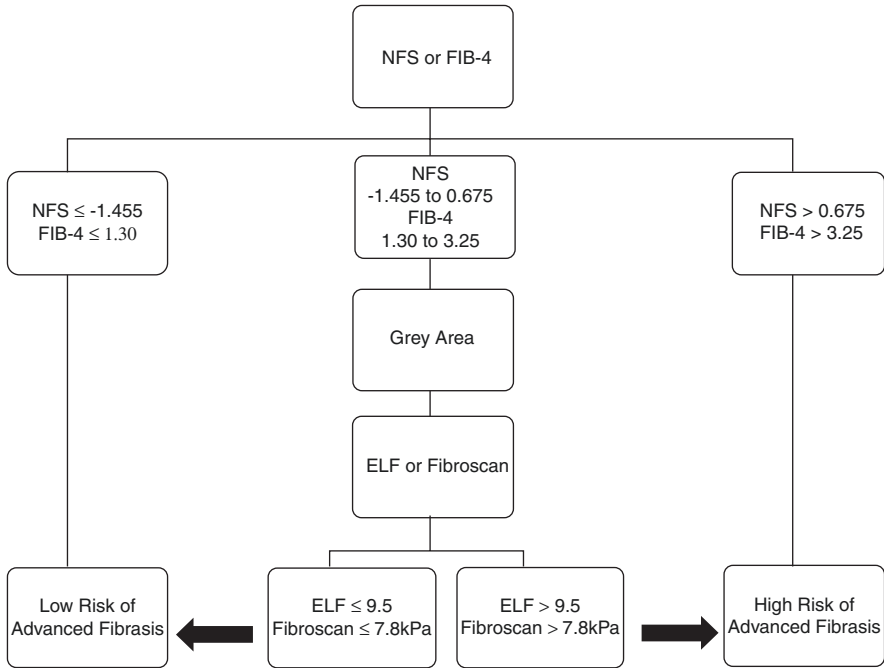 NFS or FIB-4
NFS ≤ -1.455
FIB-4 ≤ 1.30
NFS
-1.455 to 0.675
FIB-4
1.30 to 3.25
NFS > 0.675
FIB-4 > 3.25
Grey Area
ELF or Fibroscan
Low Risk of
Advanced Fibrasis
ELF ≤ 9.5
Fibroscan ≤ 7.8kPa
ELF > 9.5
Fibroscan > 7.8kPa
High Risk of
Advanced Fibrasis